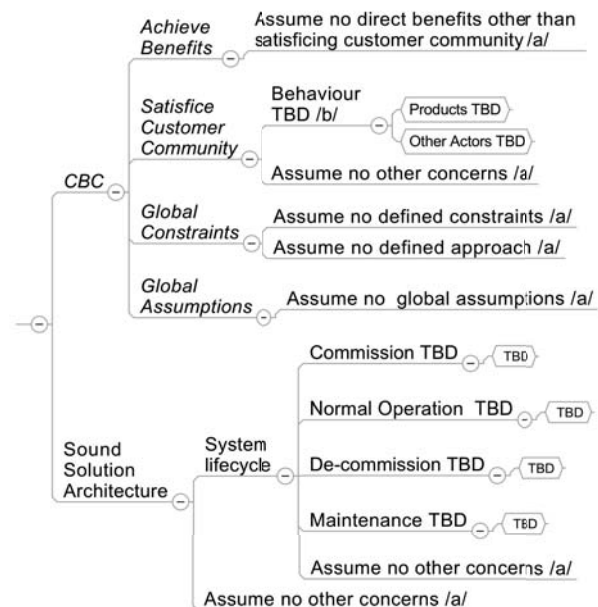 Achieve
Benefits
Assume no direct benefits other than
satisficing customer community /a/
Satisfice
Customer
Community
Behaviour
TBD /b/
Products TBD
Other Actors TBD
Assume no other concerns /a/
CBC
Global
Constraints
Assume no defined constraints /a/
Assume no defined approach /a/
Global
Assumptions
Assume no global assumptions /a/
Sound
Solution
Architecture
System
lifecycle
Commission TBD
TBD
Normal Operation TBD
TBD
De-commission TBD
TBD
Maintenance TBD
TBD
Assume no other concerns /a/
Assume no other concerns /a/